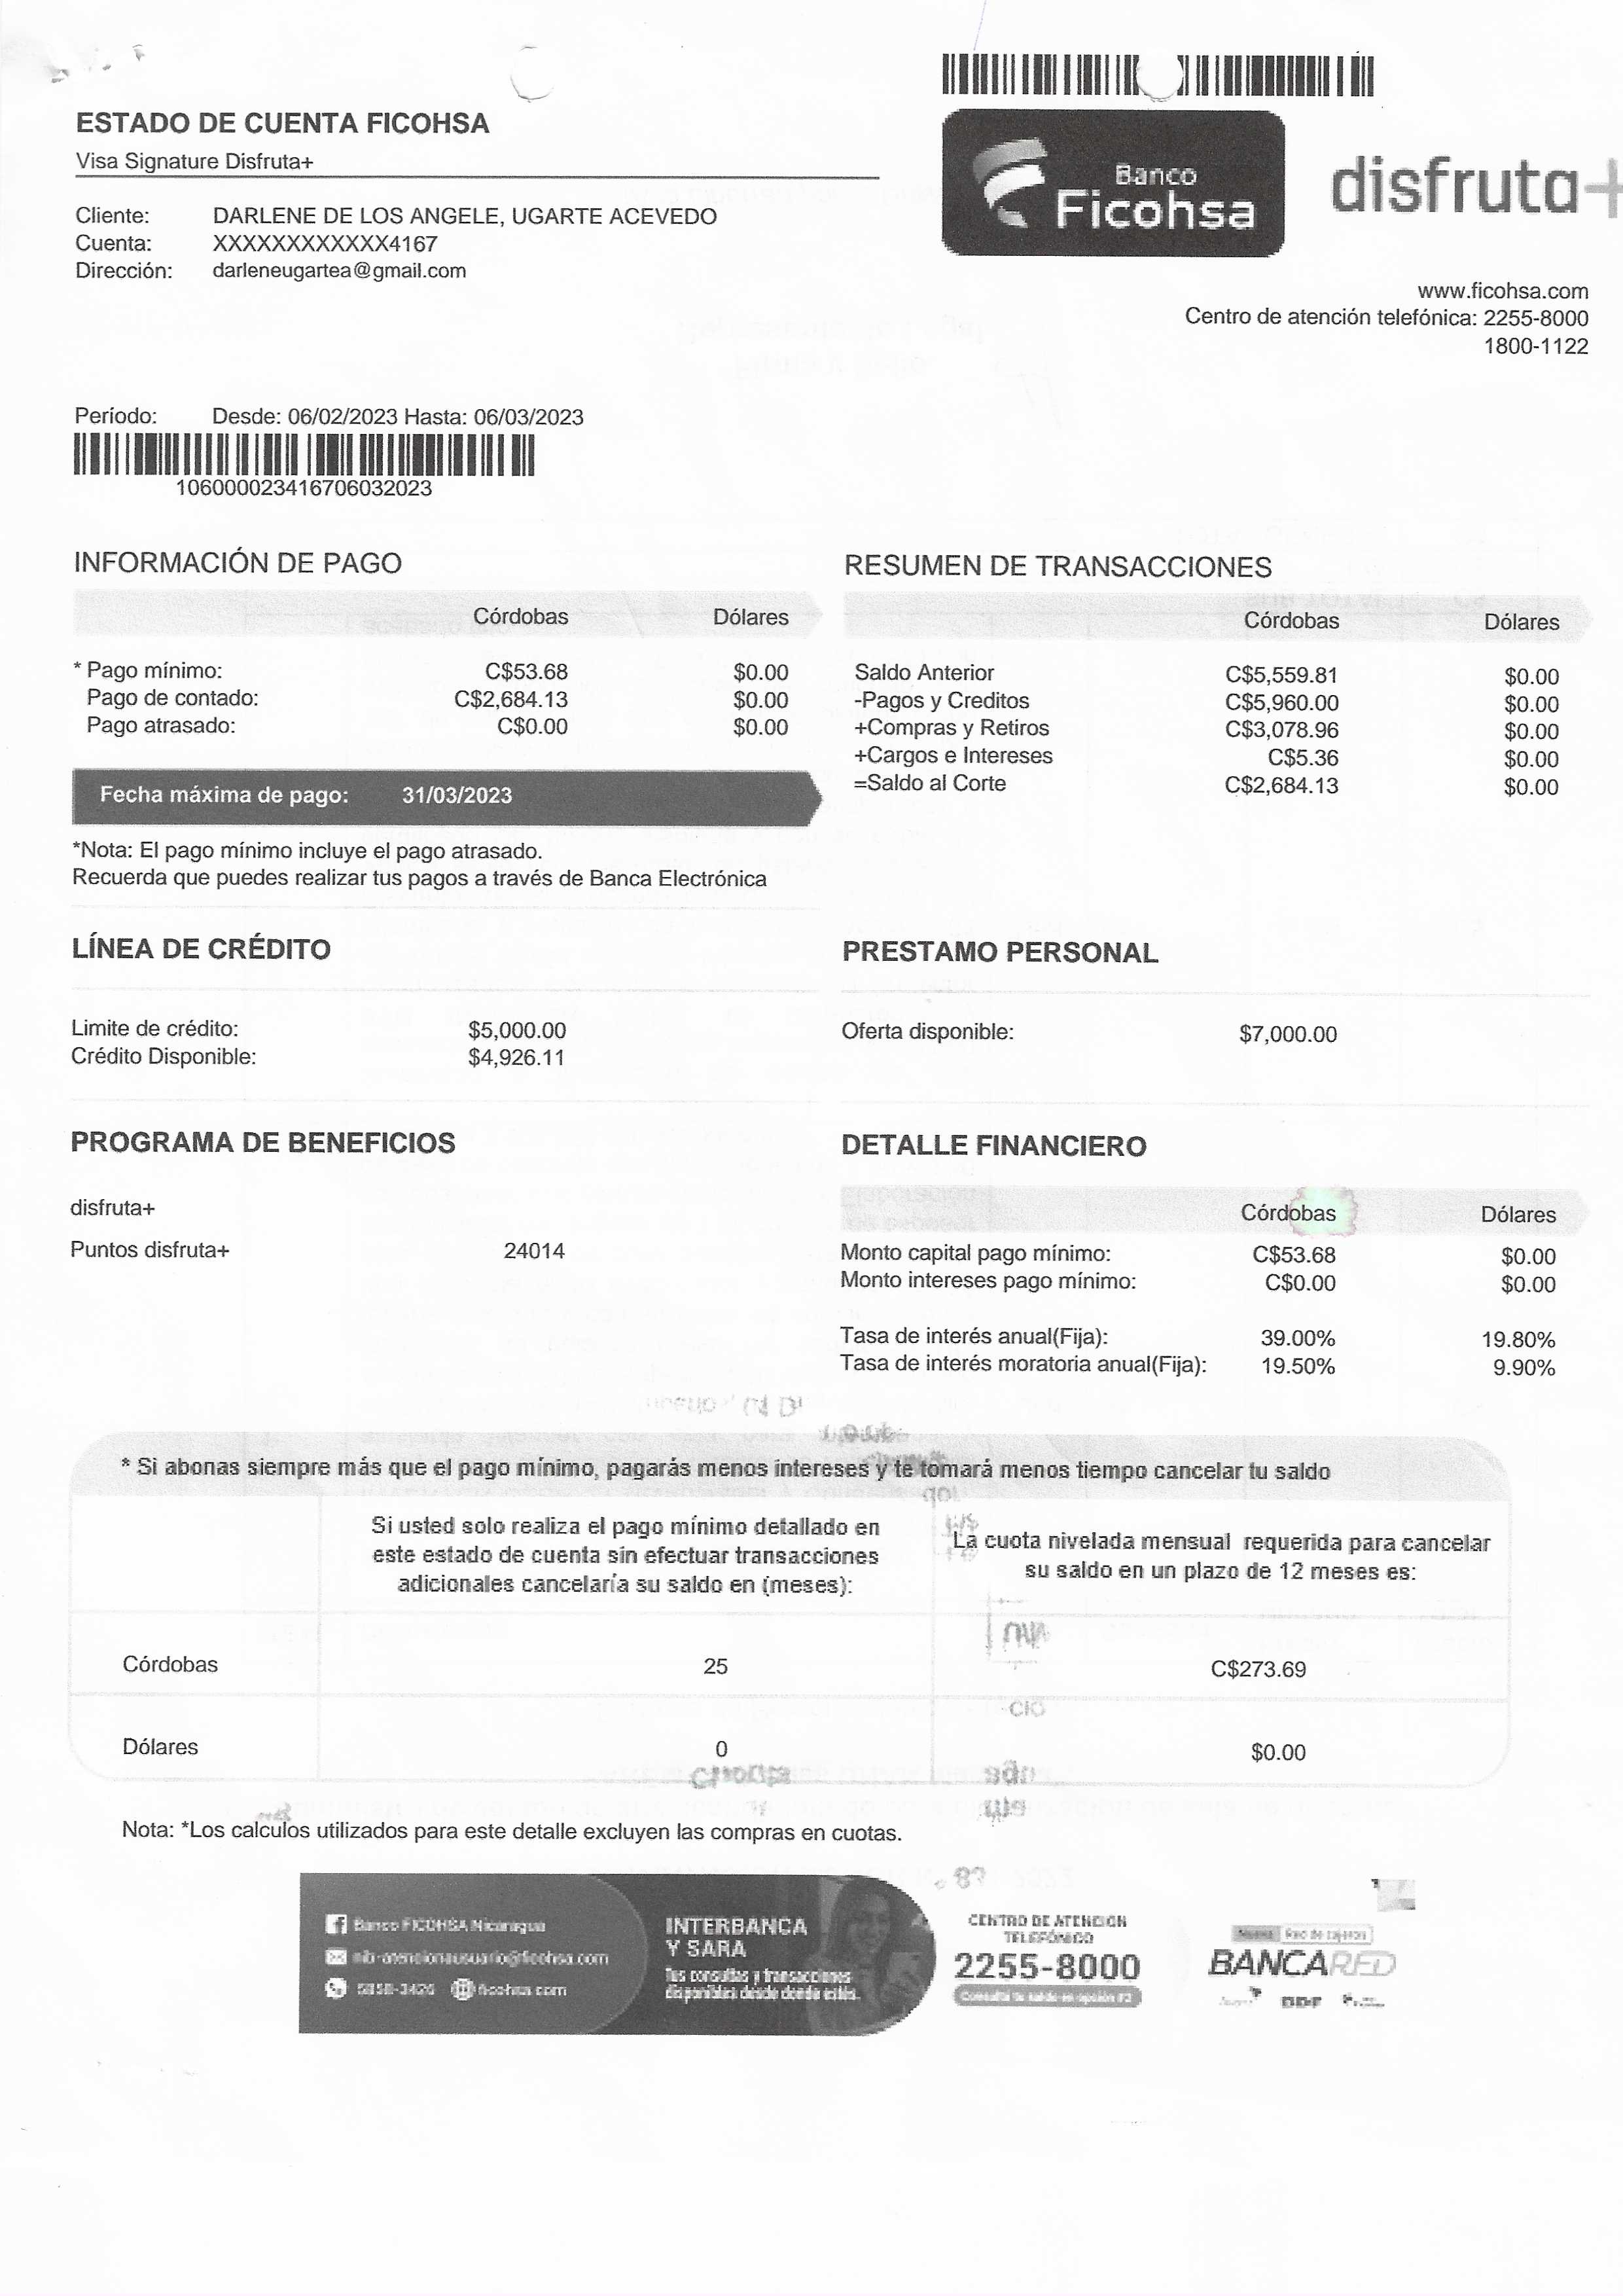 ESTADO DE CUENTA FICOHSA
Visa Signature Disfruta+
Cliente: DARLENE DE LOS ANGELE, UGARTE ACEVEDO
Cuenta: XXXXXXXXXXXX4167
Dirección: darleneugartea@gmail.com
Banco
Ficohsa
disfruta+
www.ficohsa.com
Centro de atención telefónica: 2255-8000
1800-1122
Período: Desde: 06/02/2023 Hasta: 06/03/2023
106000023416706032023
INFORMACIÓN DE PAGO
Córdobas Dólares
* Pago mínimo: C$53.68 $0.00
Pago de contado: C$2,684.13 $0.00
Pago atrasado: C$0.00 $0.00
Fecha máxima de pago: 31/03/2023
*Nota: El pago mínimo incluye el pago atrasado.
Recuerda que puedes realizar tus pagos a través de Banca Electrónica
RESUMEN DE TRANSACCIONES
Córdobas Dólares
Saldo Anterior C$5,559.81 $0.00
-Pagos y Creditos C$5,960.00 $0.00
+Compras y Retiros C$3,078.96 $0.00
+Cargos e Intereses C$5.36 $0.00
=Saldo al Corte C$2,684.13 $0.00
LÍNEA DE CRÉDITO
Limite de crédito: $5,000.00
Crédito Disponible: $4,926.11
PRESTAMO PERSONAL
Oferta disponible: $7,000.00
PROGRAMA DE BENEFICIOS
disfruta+
Puntos disfruta+ 24014
DETALLE FINANCIERO
Córdobas Dólares
Monto capital pago mínimo: C$53.68 $0.00
Monto intereses pago mínimo: C$0.00 $0.00
Tasa de interés anual(Fija): 39.00% 19.80%
Tasa de interés moratoria anual(Fija): 19.50% 9.90%
* Si abonas siempre más que el pago mínimo, pagarás menos intereses y te tomará menos tiempo cancelar tu saldo
Si usted solo realiza el pago mínimo detallado en
este estado de cuenta sin efectuar transacciones
adicionales cancelaría su saldo en (meses):
La cuota nivelada mensual requerida para cancelar
su saldo en un plazo de 12 meses es:
Córdobas 25 C$273.69
Dólares 0 $0.00
Nota: *Los calculos utilizados para este detalle excluyen las compras en cuotas.
Banco FICOHSA Nicaragua
nib-atencionausuario@ficohsa.com
ficohsa.com
INTERBANCA
Y SARA
Tus consultas y transacciones
disponibles desde donde estés.
CENTRO DE ATENCION
TELEFÓNICO
2255-8000
Consulta tu saldo en opción #2
BANCARED